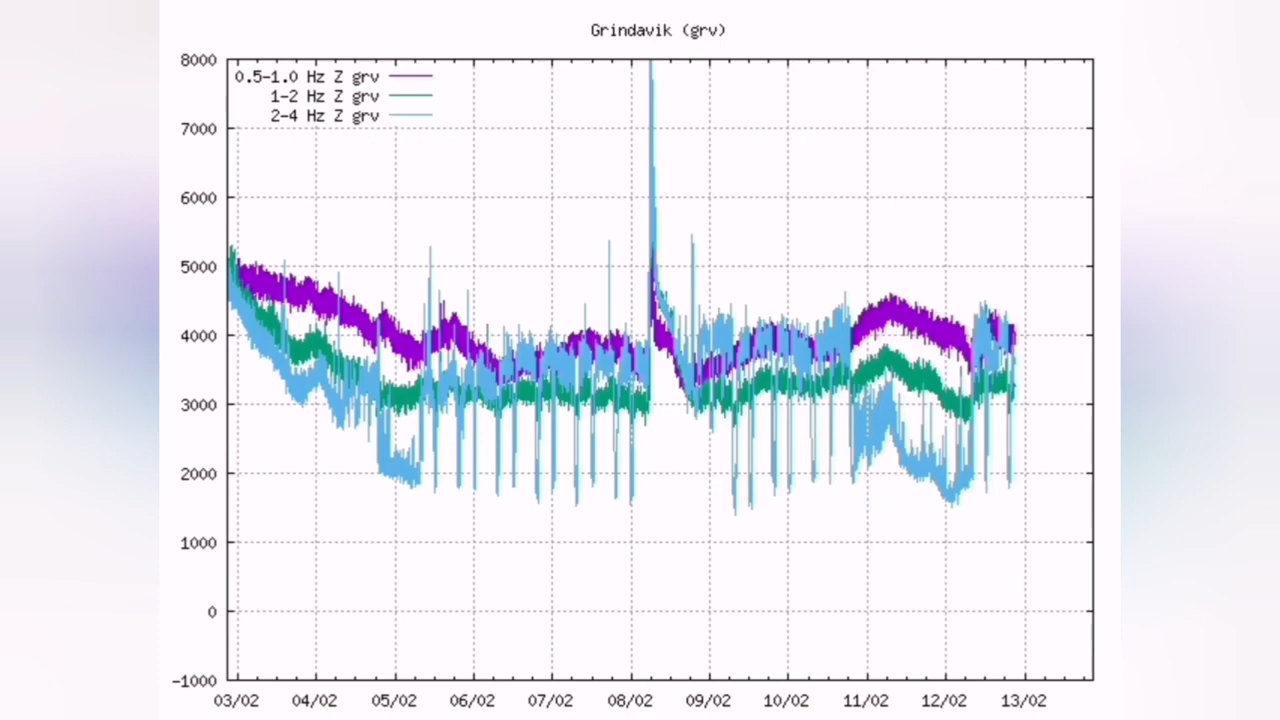 Grindavik (grv)
8000
0.5-1.0 Hz Z grv
1-2 Hz Z grv
2-4 Hz Z grv
7000
6000
5000
4000
3000
2000
1000
0
-1000
03/02 04/02 05/02 06/02 07/02 08/02 09/02 10/02 11/02 12/02 13/02